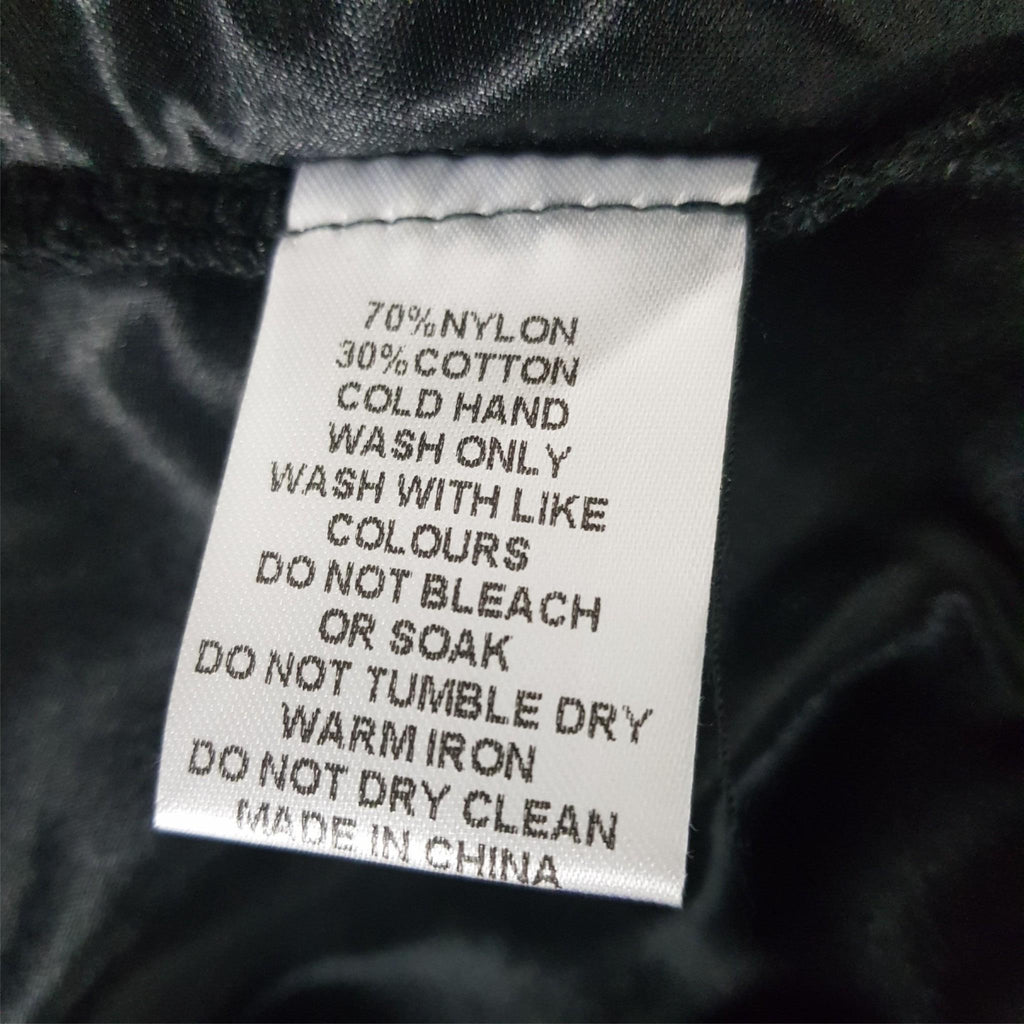 70% NYLON
30% COTTON
COLD HAND
WASH ONLY
WASH WITH LIKE
COLOURS
DO NOT BLEACH
OR SOAK
DO NOT TUMBLE DRY
WARM IRON
DO NOT DRY CLEAN
MADE IN CHINA